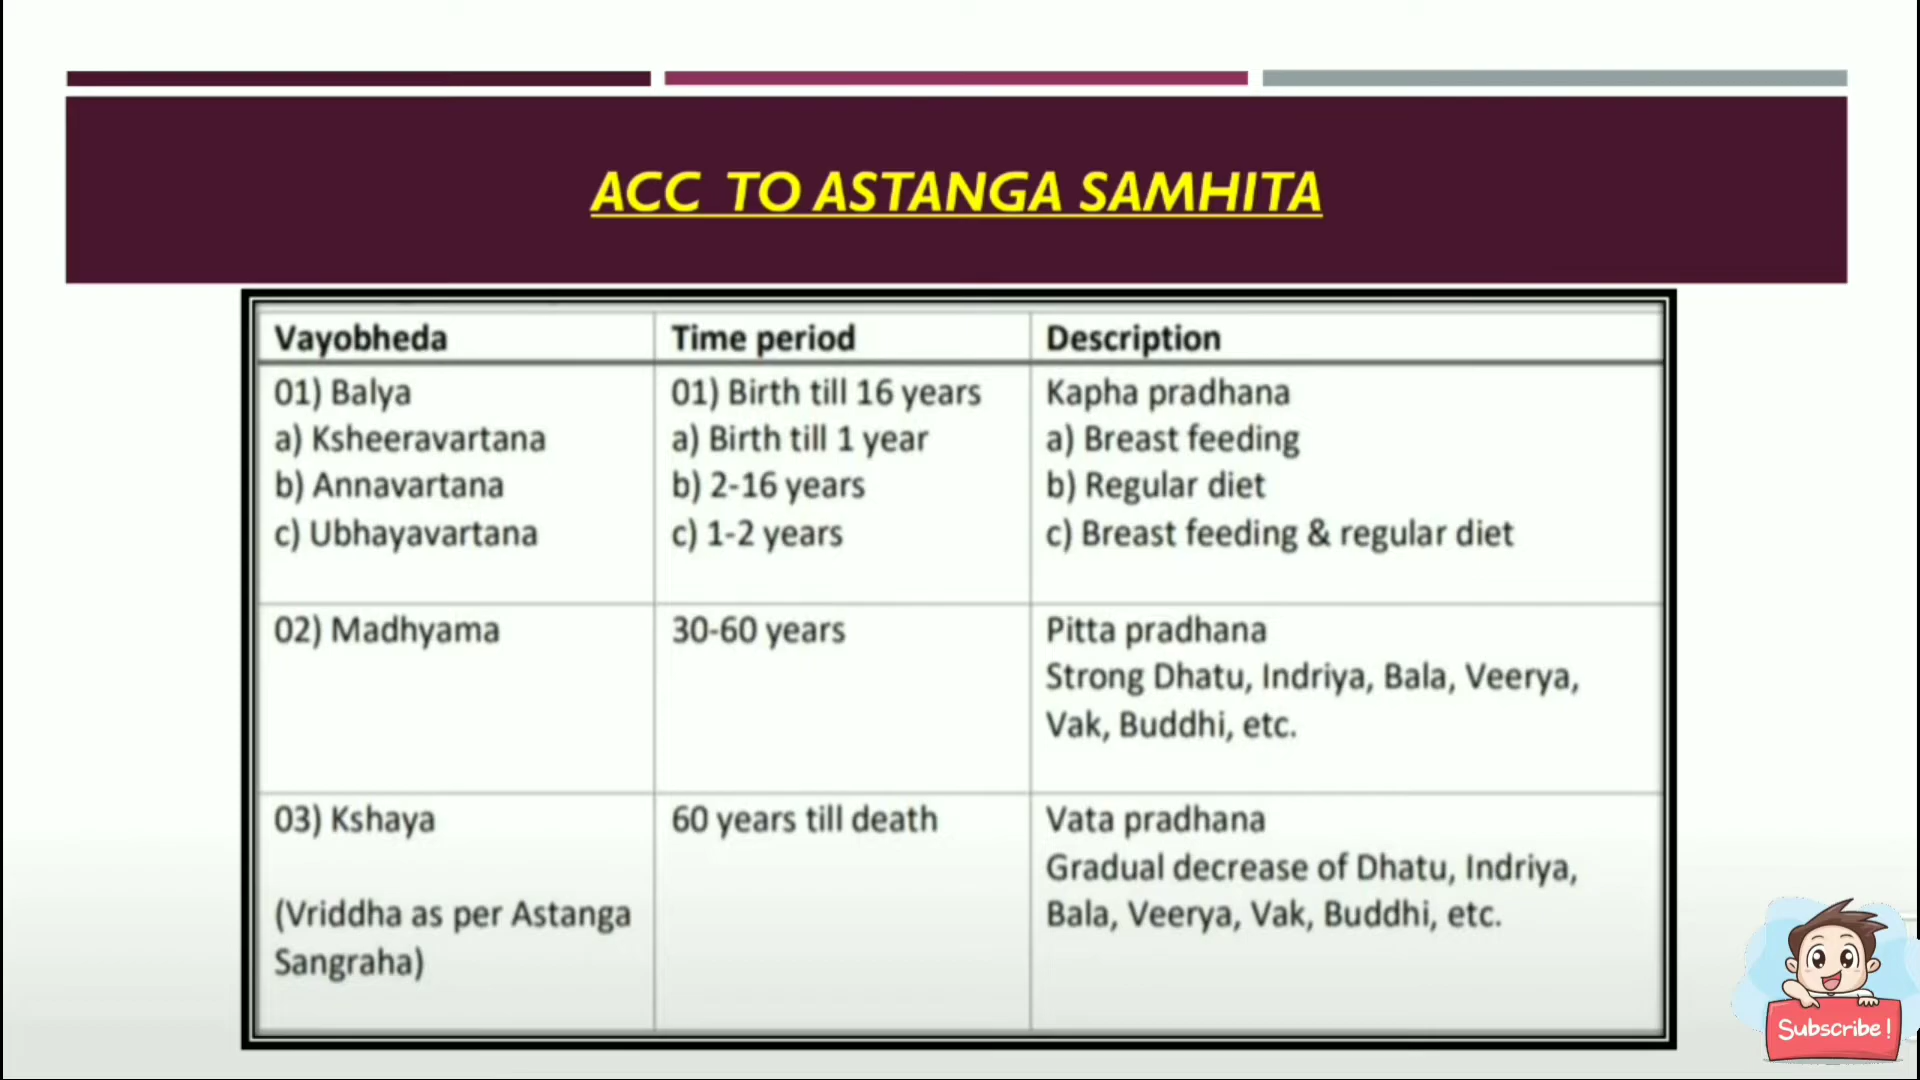 ACC TO ASTANGA SAMHITA
Vayobheda Time period Description
01) Balya 01) Birth till 16 years Kapha pradhana
a) Ksheeravartana a) Birth till 1 year a) Breast feeding
b) Annavartana b) 2-16 years b) Regular diet
c) Ubhayavartana c) 1-2 years c) Breast feeding & regular diet
02) Madhyama 30-60 years Pitta pradhana
Strong Dhatu, Indriya, Bala, Veerya,
Vak, Buddhi, etc.
03) Kshaya 60 years till death Vata pradhana
Gradual decrease of Dhatu, Indriya,
(Vriddha as per Astanga Bala, Veerya, Vak, Buddhi, etc.
Sangraha)
Subscribe!